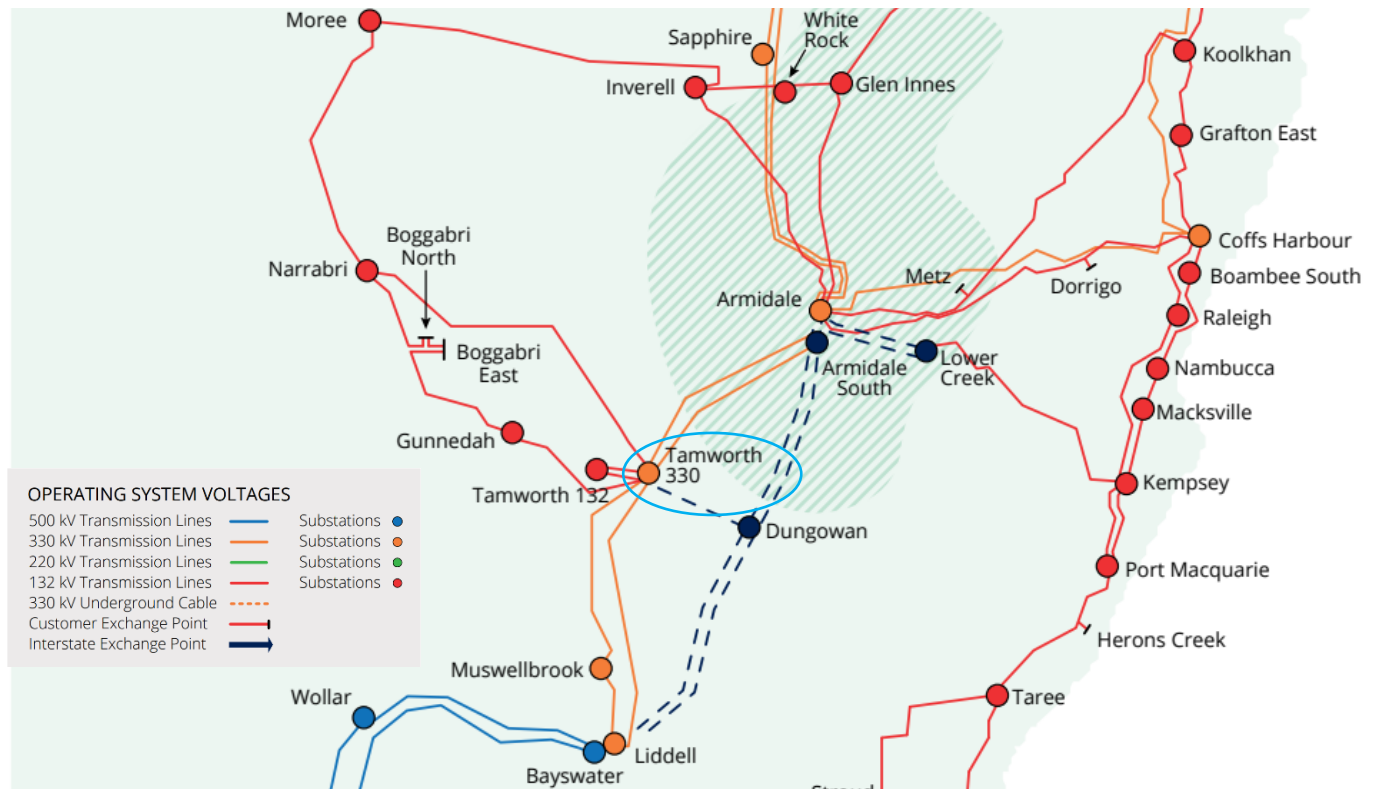 Moree
White
Rock
Sapphire
Koolkhan
Inverell
Glen Innes
Grafton East
Boggabri
North
Coffs Harbour
Narrabri
Metz
Boambee South
Dorrigo
Armidale
Raleigh
Boggabri
East
Lower
Creek
Armidale
South
Nambucca
Macksville
Gunnedah
Tamworth
330
Tamworth 132
Kempsey
Dungowan
Port Macquarie
OPERATING SYSTEM VOLTAGES
500 kV Transmission Lines Substations
330 kV Transmission Lines Substations
220 kV Transmission Lines Substations
132 kV Transmission Lines Substations
330 kV Underground Cable
Customer Exchange Point
Interstate Exchange Point
Herons Creek
Muswellbrook
Wollar
Taree
Liddell
Bayswater